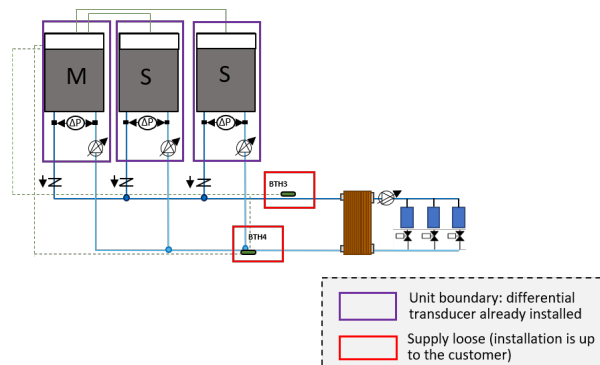 M
S
S
ΔP
ΔP
ΔP
BTH3
BTH4
Unit boundary: differential
transducer already installed
Supply loose (installation is up
to the customer)